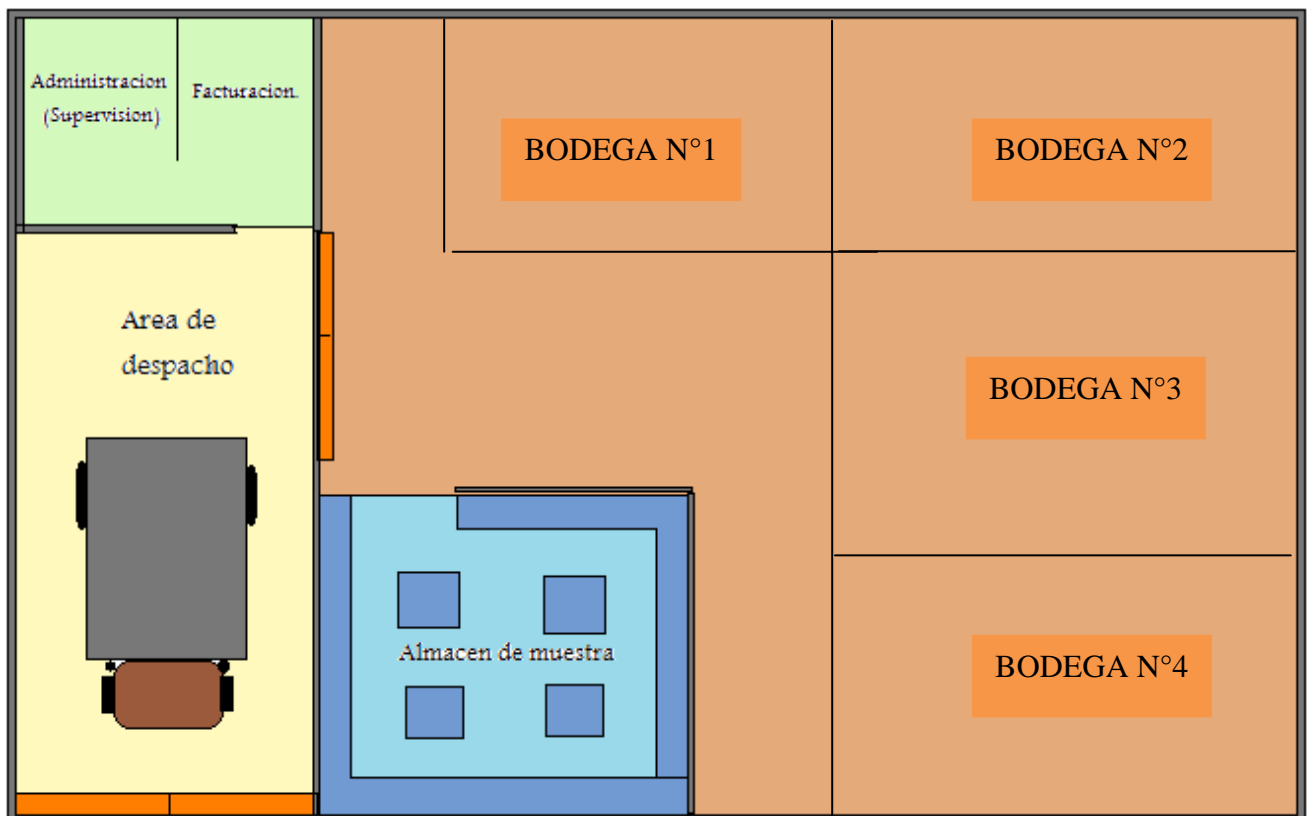 Administracion
(Supervision)
Facturacion.
BODEGA N°1
BODEGA N°2
Area de
despacho
BODEGA N°3
Almacen de muestra
BODEGA N°4